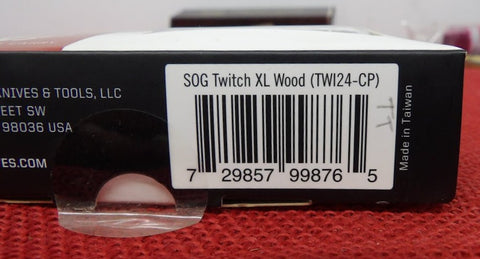 KNIVES & TOOLS, LLC
EET SW
98036 USA
ES.COM
SOG Twitch XL Wood (TWI24-CP)
7 29857 99876 5
Made in Taiwan